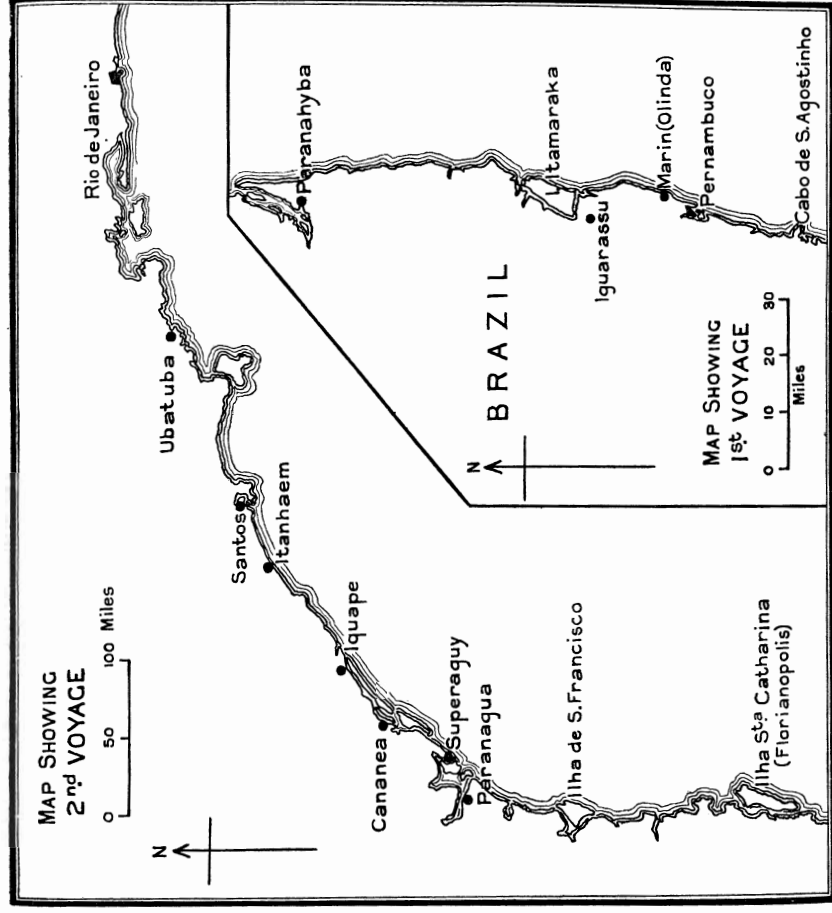 MAP SHOWING
2nd VOYAGE
0 50 100 Miles
N
Rio de Janeiro
Ubatuba
Santos
Itanhaem
Iguape
Cananea
Superaguy
Paranagua
Ilha de S. Francisco
Ilha Sta Catharina
(Florianopolis)
Paranahyba
I. Itamaraka
Iguarassu
Marin (Olinda)
Pernambuco
Cabo de S. Agostinho
BRAZIL
N
MAP SHOWING
1st VOYAGE
0 10 20 30
Miles